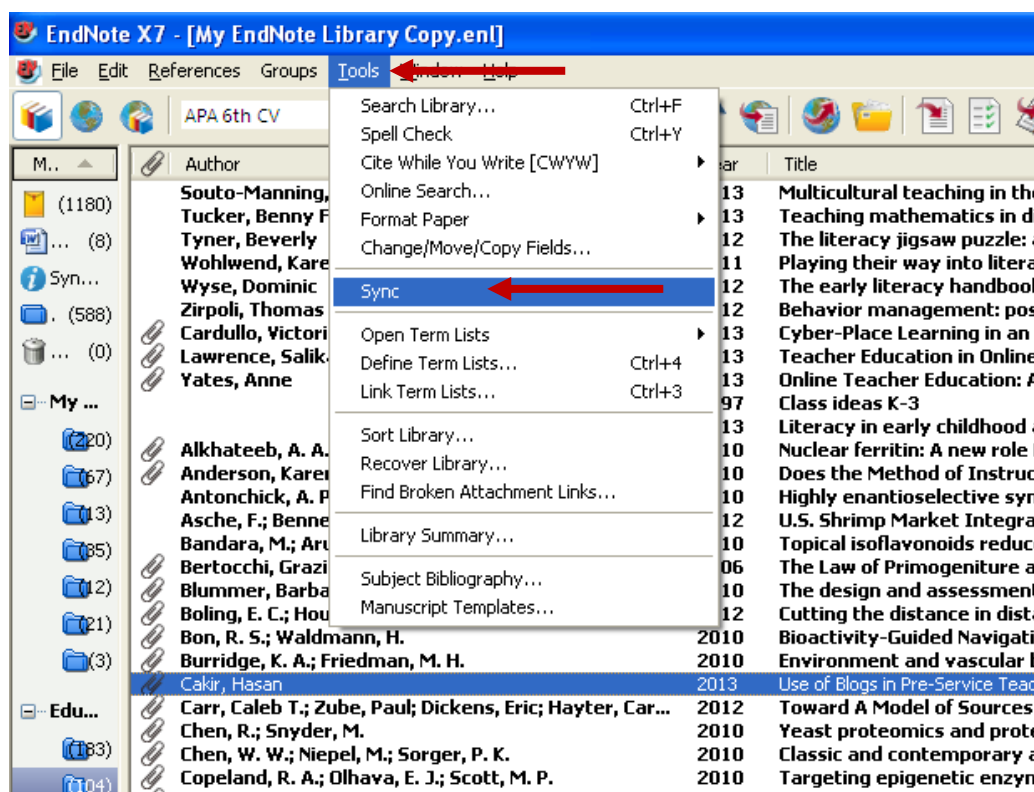 EndNote X7 - [My EndNote Library Copy.enl]
File Edit References Groups Tools
APA 6th CV
Search Library... Ctrl+F
Spell Check Ctrl+Y
Cite While You Write [CWYW]
Online Search...
Format Paper
Change/Move/Copy Fields...
Sync
Open Term Lists
Define Term Lists... Ctrl+4
Link Term Lists... Ctrl+3
Sort Library...
Recover Library...
Find Broken Attachment Links...
Library Summary...
Subject Bibliography...
Manuscript Templates...
M..
(1180)
... (8)
Syn...
. (588)
... (0)
My ...
(3)
Edu...
Author ar Title
Souto-Manning, 13 Multicultural teaching in the
Tucker, Benny F 13 Teaching mathematics in d
Tyner, Beverly 12 The literacy jigsaw puzzle:
Wohlwend, Kare 11 Playing their way into litera
Wyse, Dominic 12 The early literacy handbook
Zirpoli, Thomas 12 Behavior management: pos
Cardullo, Victori 13 Cyber-Place Learning in an
Lawrence, Salik 13 Teacher Education in Online
Yates, Anne 13 Online Teacher Education: A
97 Class ideas K-3
13 Literacy in early childhood
Alkhateeb, A. A. 10 Nuclear ferritin: A new role
Anderson, Karen 10 Does the Method of Instruc
Antonchick, A. P 10 Highly enantioselective syn
Asche, F.; Benne 12 U.S. Shrimp Market Integra
Bandara, M.; Aru 10 Topical isoflavonoids reduc
Bertocchi, Grazi 06 The Law of Primogeniture a
Blummer, Barba 10 The design and assessment
Boling, E. C.; Hou 12 Cutting the distance in dista
Bon, R. S.; Waldmann, H. 2010 Bioactivity-Guided Navigati
Burridge, K. A.; Friedman, M. H. 2010 Environment and vascular
Cakir, Hasan 2013 Use of Blogs in Pre-Service Teac
Carr, Caleb T.; Zube, Paul; Dickens, Eric; Hayter, Car... 2012 Toward A Model of Sources
Chen, R.; Snyder, M. 2010 Yeast proteomics and prote
Chen, W. W.; Niepel, M.; Sorger, P. K. 2010 Classic and contemporary a
Copeland, R. A.; Olhava, E. J.; Scott, M. P. 2010 Targeting epigenetic enzym